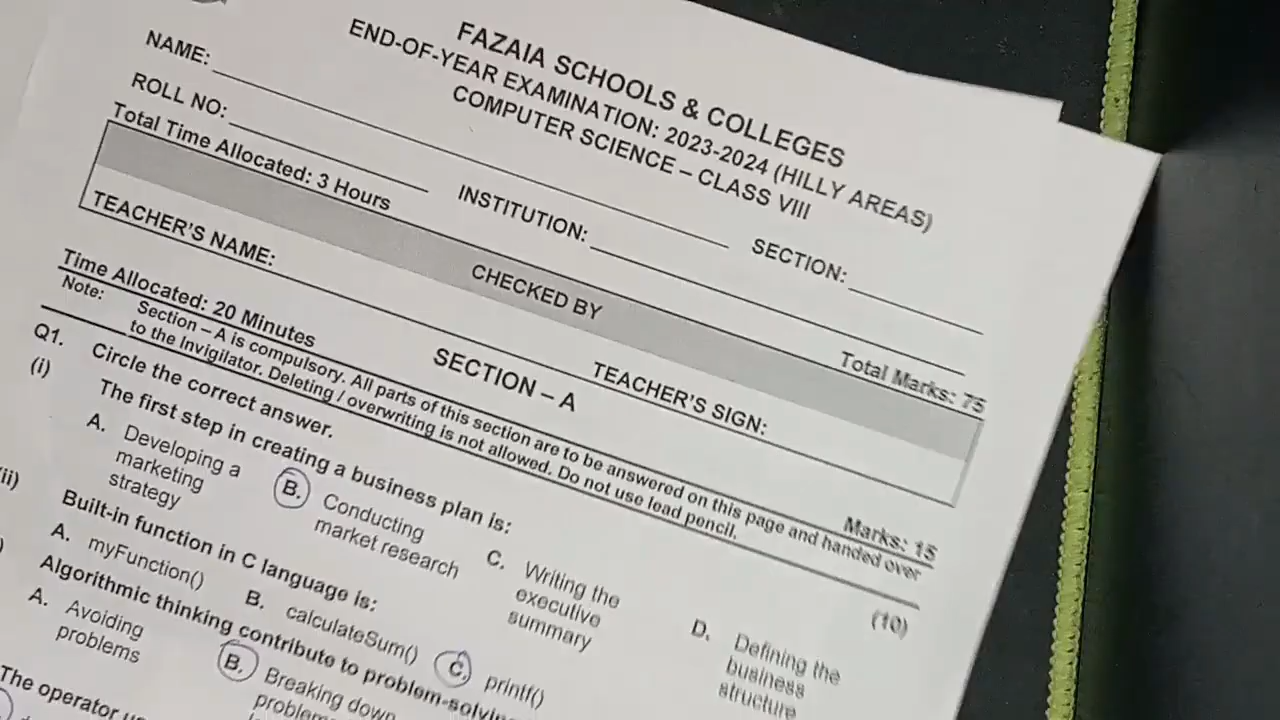 FAZAIA SCHOOLS & COLLEGES
END-OF-YEAR EXAMINATION: 2023-2024 (HILLY AREAS)
COMPUTER SCIENCE – CLASS VIII
NAME:
ROLL NO: INSTITUTION: SECTION:
Total Time Allocated: 3 Hours Total Marks: 75
CHECKED BY
TEACHER'S NAME: TEACHER'S SIGN:
SECTION – A
Time Allocated: 20 Minutes Marks: 15
Note: Section – A is compulsory. All parts of this section are to be answered on this page and handed over
to the Invigilator. Deleting / overwriting is not allowed. Do not use lead pencil.
Q1. Circle the correct answer. (10)
(i) The first step in creating a business plan is:
A. Developing a marketing strategy
B. Conducting market research
C. Writing the executive summary
D. Defining the business structure
(ii) Built-in function in C language is:
A. myFunction() B. calculateSum() C. printf()
Algorithmic thinking contribute to problem-solving
A. Avoiding problems
B. Breaking down
The operator